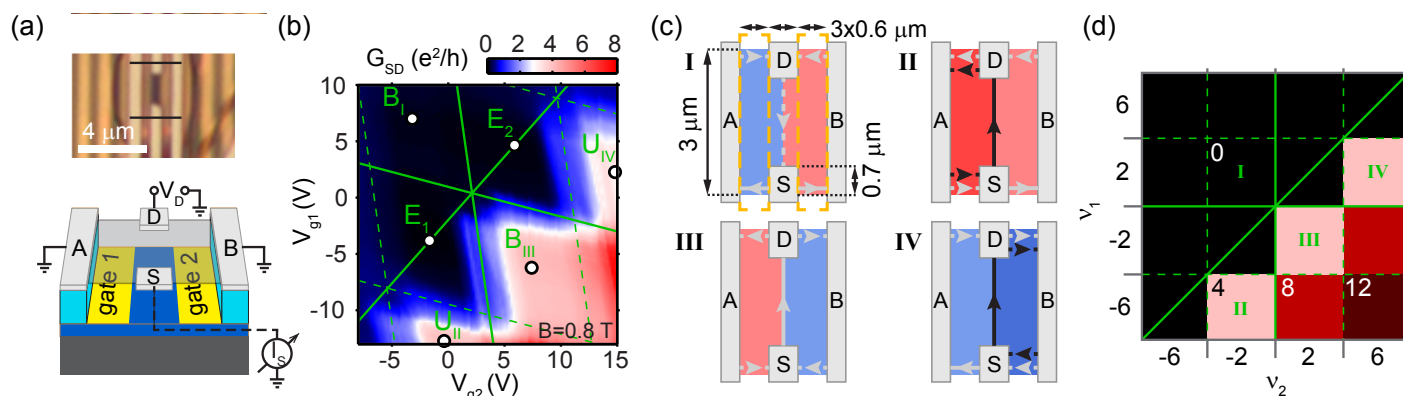 (a)
4 μm
V_D
D
A
B
S
gate 1
gate 2
I_S
(b)
G_SD (e²/h)
0 2 4 6 8
10
5
0
-5
-10
V_g1 (V)
B_I
E_2
U_IV
E_1
B_III
U_II
B=0.8 T
-5 0 5 10 15
V_g2 (V)
(c)
3x0.6 μm
I
D
A
B
S
3 μm
0.7 μm
II
D
A
B
S
III
D
A
B
S
IV
D
A
B
S
(d)
6
2
-2
-6
ν_1
0
I
IV
III
4
8
12
II
-6 -2 2 6
ν_2